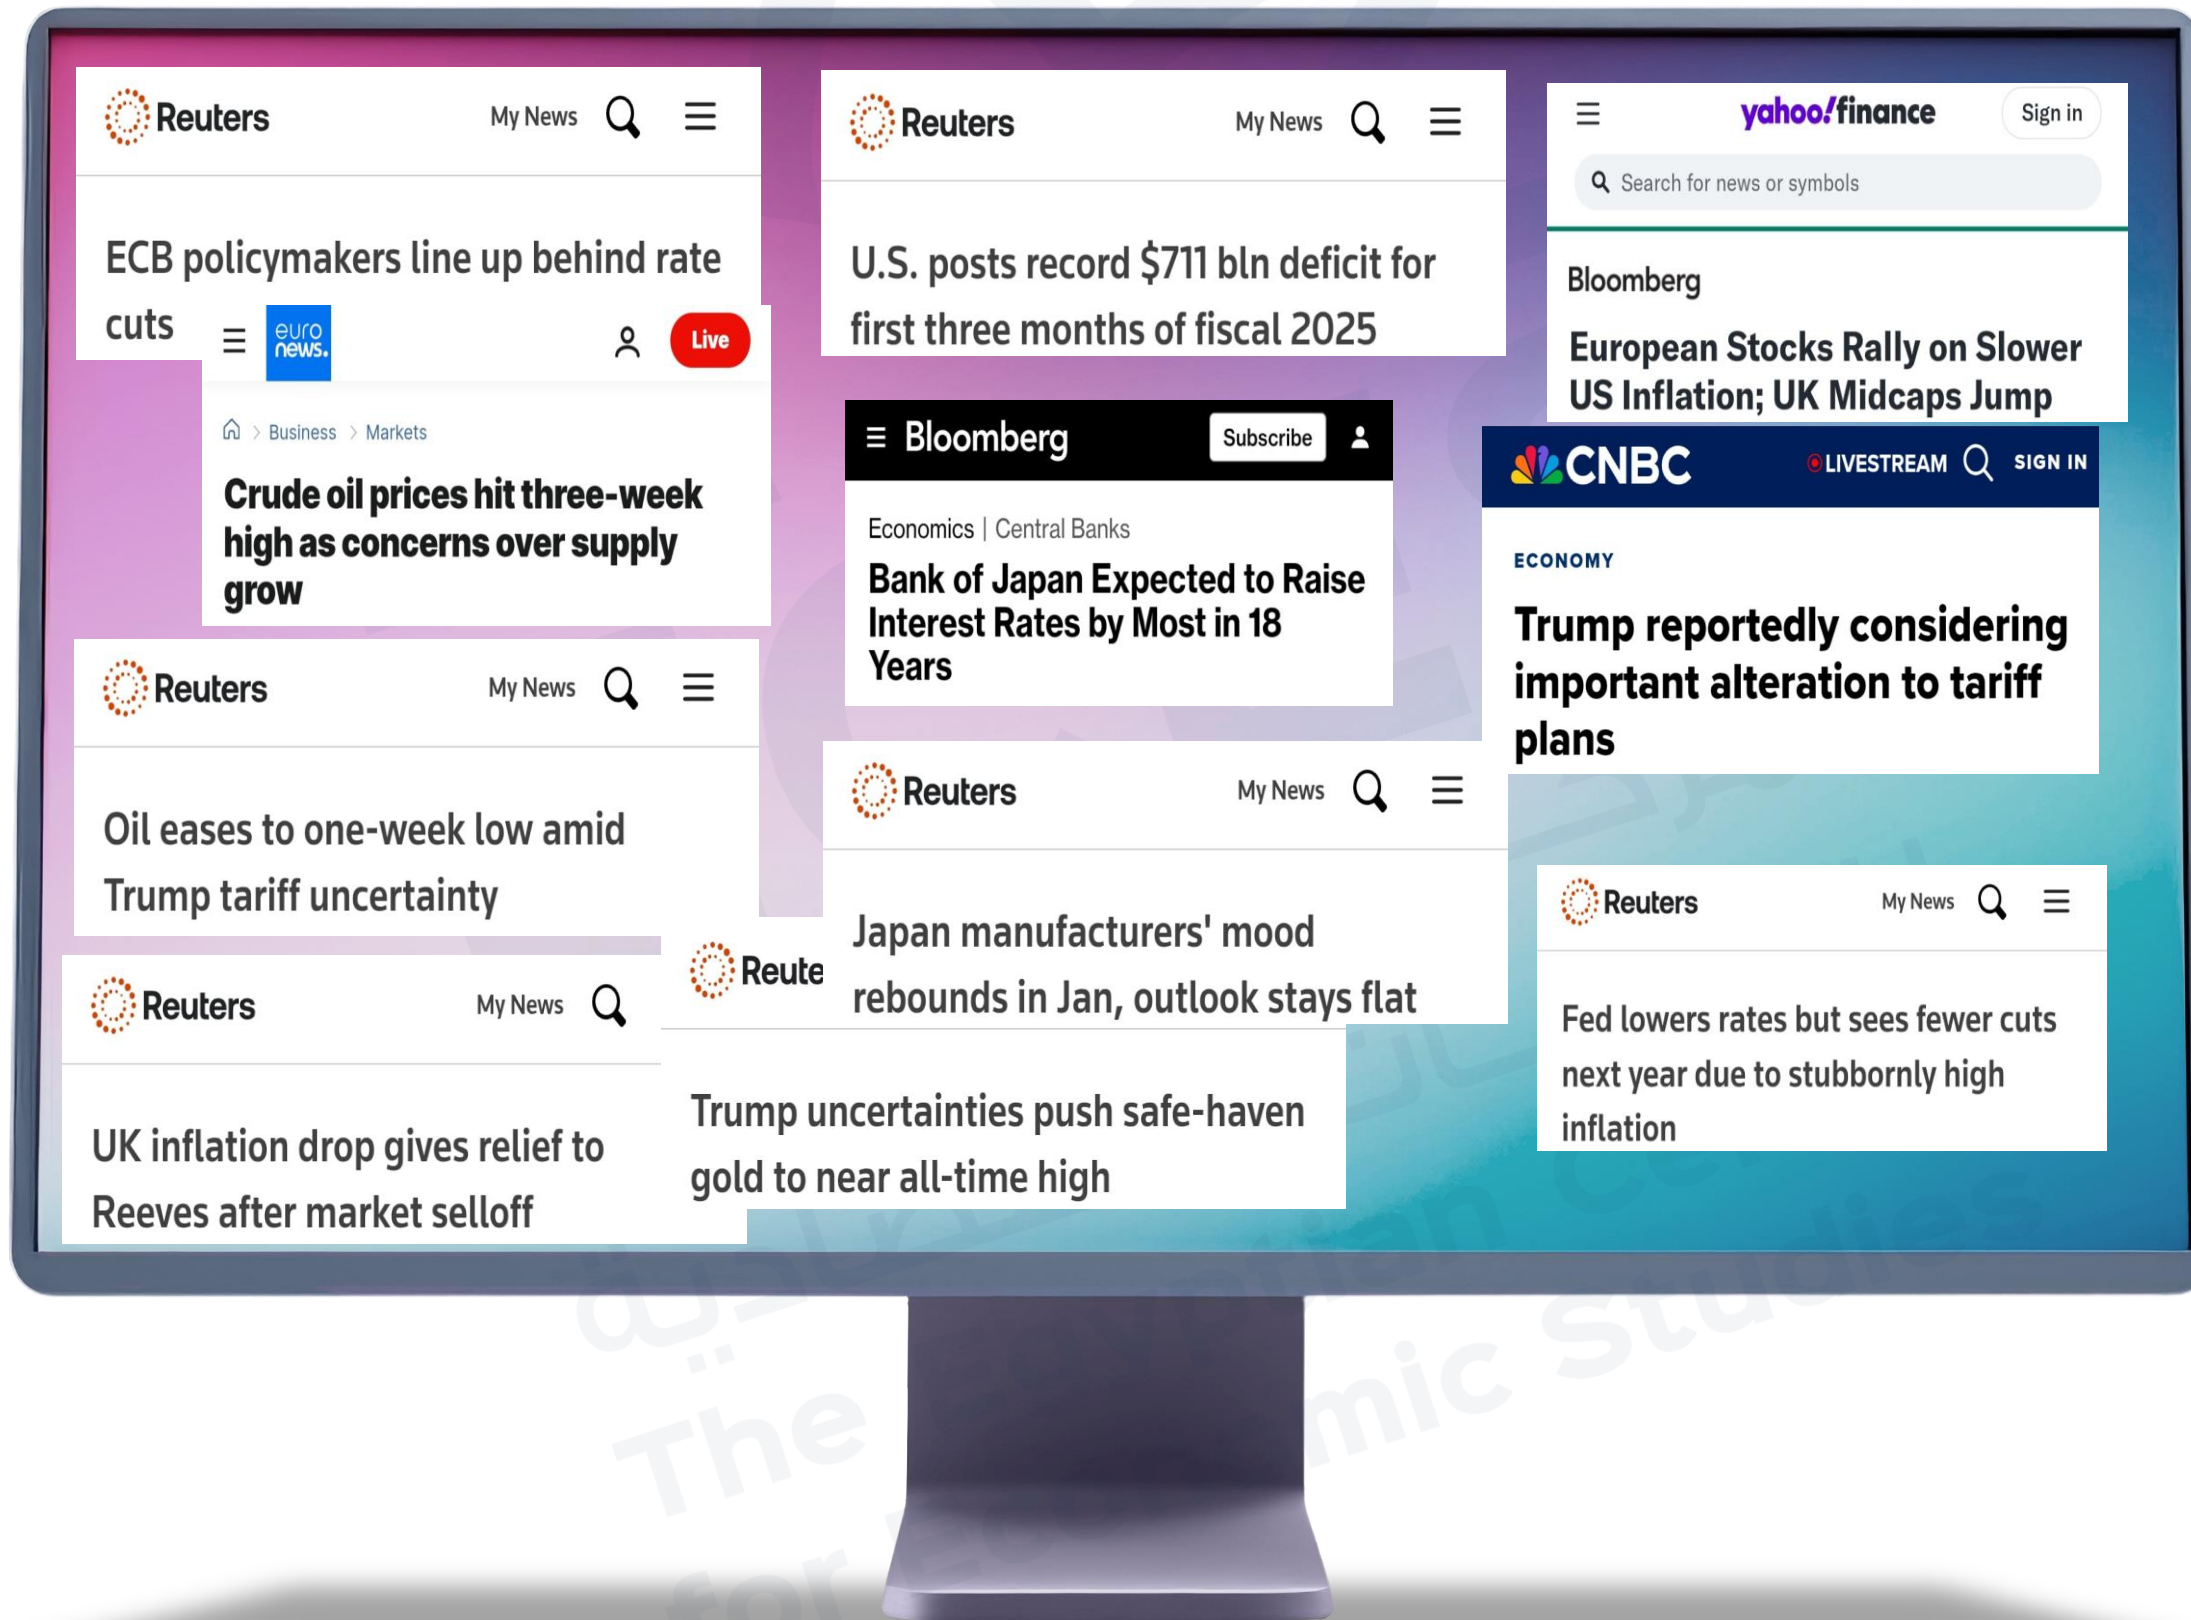 Reuters
My News
ECB policymakers line up behind rate
cuts
euro
news.
Live
Business > Markets
Crude oil prices hit three-week
high as concerns over supply
grow
Reuters
My News
Oil eases to one-week low amid
Trump tariff uncertainty
Reuters
My News
UK inflation drop gives relief to
Reeves after market selloff
Reuters
My News
U.S. posts record $711 bln deficit for
first three months of fiscal 2025
Bloomberg
Subscribe
Economics | Central Banks
Bank of Japan Expected to Raise
Interest Rates by Most in 18
Years
Reuters
My News
Japan manufacturers' mood
rebounds in Jan, outlook stays flat
Reute
Trump uncertainties push safe-haven
gold to near all-time high
yahoo!finance
Sign in
Search for news or symbols
Bloomberg
European Stocks Rally on Slower
US Inflation; UK Midcaps Jump
CNBC
LIVESTREAM
SIGN IN
ECONOMY
Trump reportedly considering
important alteration to tariff
plans
Reuters
My News
Fed lowers rates but sees fewer cuts
next year due to stubbornly high
inflation
The Egyptian Cen
for Economic Studies